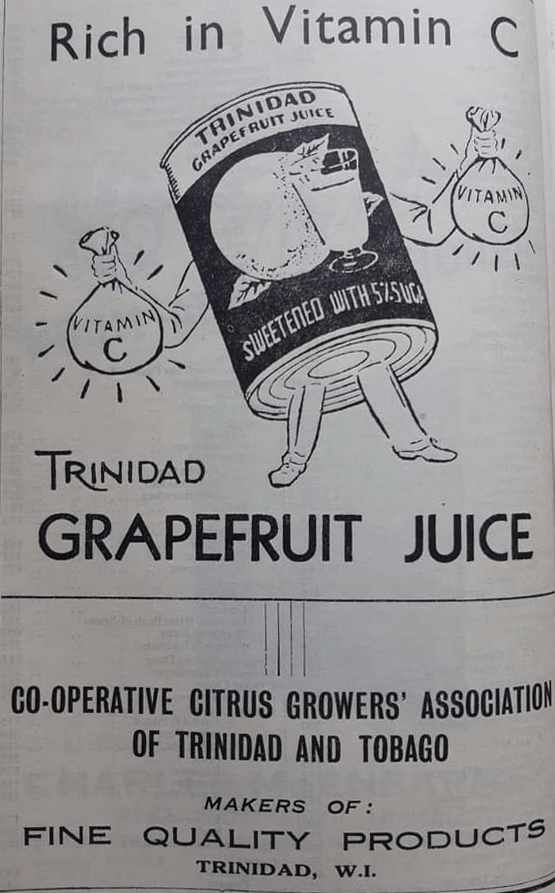 Rich in Vitamin C
TRINIDAD
GRAPEFRUIT JUICE
VITAMIN
C
VITAMIN
C
SWEETENED WITH 5% SUGA
TRINIDAD
GRAPEFRUIT JUICE
CO-OPERATIVE CITRUS GROWERS' ASSOCIATION
OF TRINIDAD AND TOBAGO
MAKERS OF:
FINE QUALITY PRODUCTS
TRINIDAD, W.I.